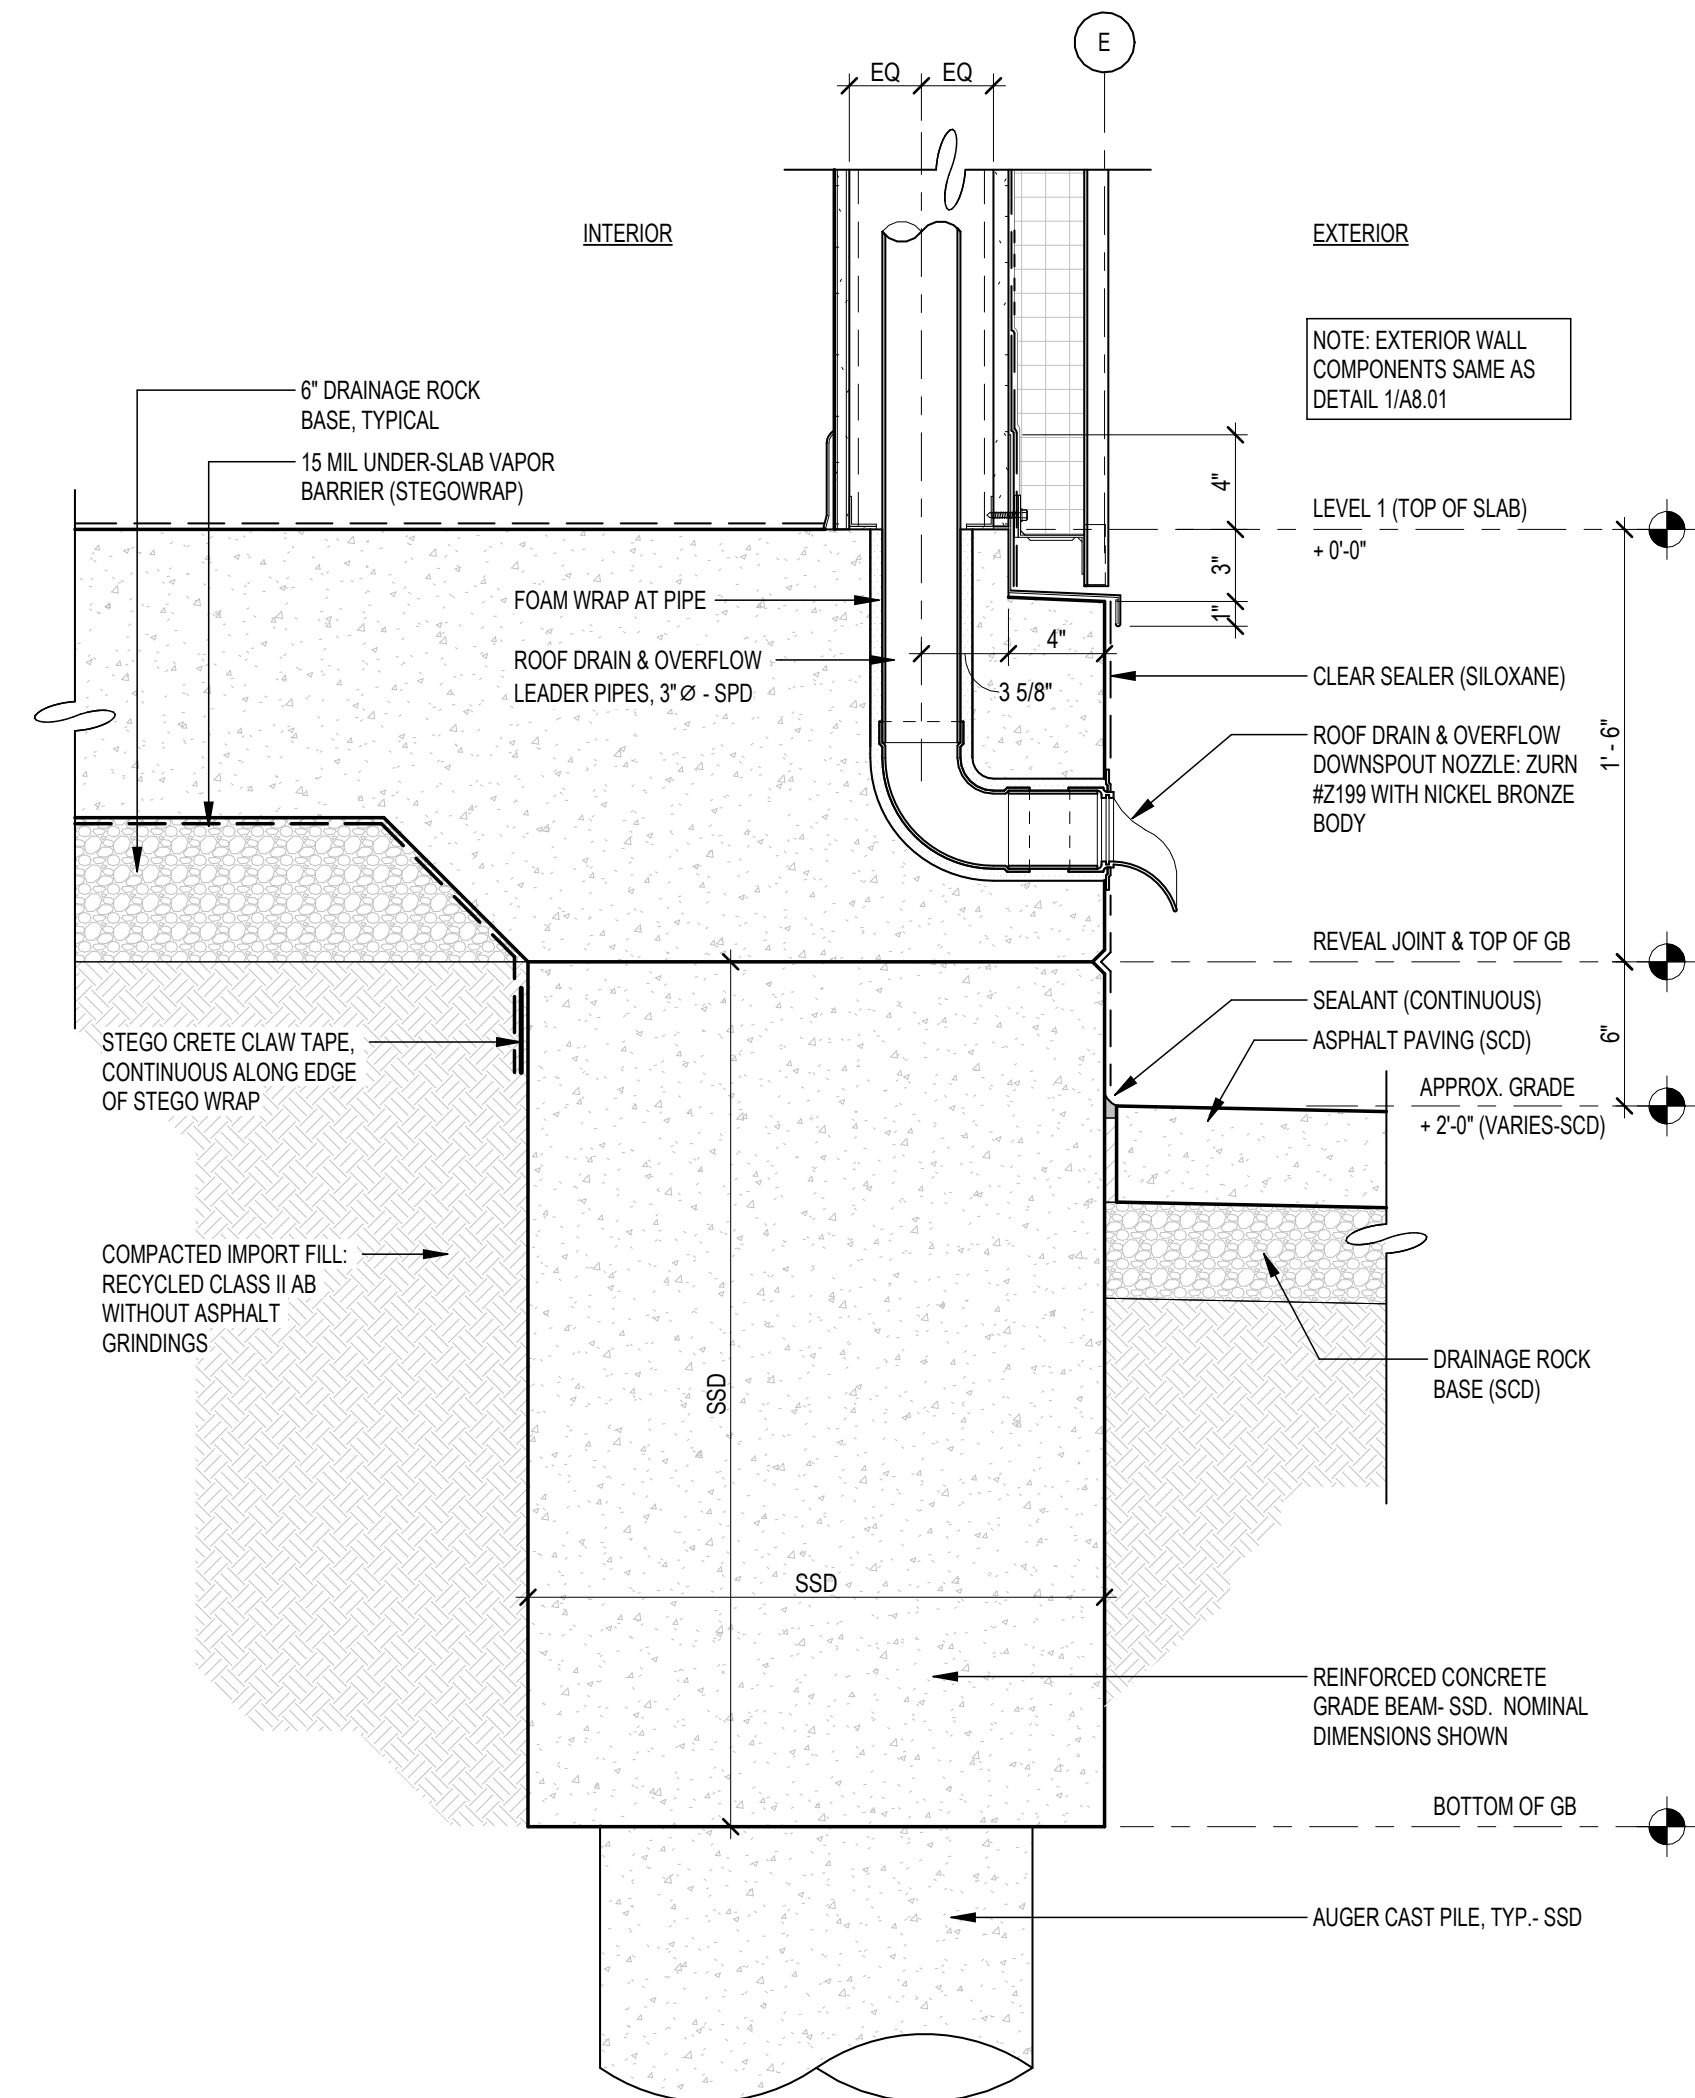 E
EQ
EQ
INTERIOR
EXTERIOR
NOTE: EXTERIOR WALL
COMPONENTS SAME AS
DETAIL 1/A8.01
6" DRAINAGE ROCK
BASE, TYPICAL
15 MIL UNDER-SLAB VAPOR
BARRIER (STEGOWRAP)
4"
LEVEL 1 (TOP OF SLAB)
+ 0'-0"
3"
1"
FOAM WRAP AT PIPE
ROOF DRAIN & OVERFLOW
LEADER PIPES, 3"Ø - SPD
4"
3 5/8"
CLEAR SEALER (SILOXANE)
ROOF DRAIN & OVERFLOW
DOWNSPOUT NOZZLE: ZURN
#Z199 WITH NICKEL BRONZE
BODY
1' - 6"
REVEAL JOINT & TOP OF GB
SEALANT (CONTINUOUS)
ASPHALT PAVING (SCD)
6"
APPROX. GRADE
+ 2'-0" (VARIES-SCD)
STEGO CRETE CLAW TAPE,
CONTINUOUS ALONG EDGE
OF STEGO WRAP
COMPACTED IMPORT FILL:
RECYCLED CLASS II AB
WITHOUT ASPHALT
GRINDINGS
DRAINAGE ROCK
BASE (SCD)
SSD
SSD
REINFORCED CONCRETE
GRADE BEAM- SSD. NOMINAL
DIMENSIONS SHOWN
BOTTOM OF GB
AUGER CAST PILE, TYP.- SSD